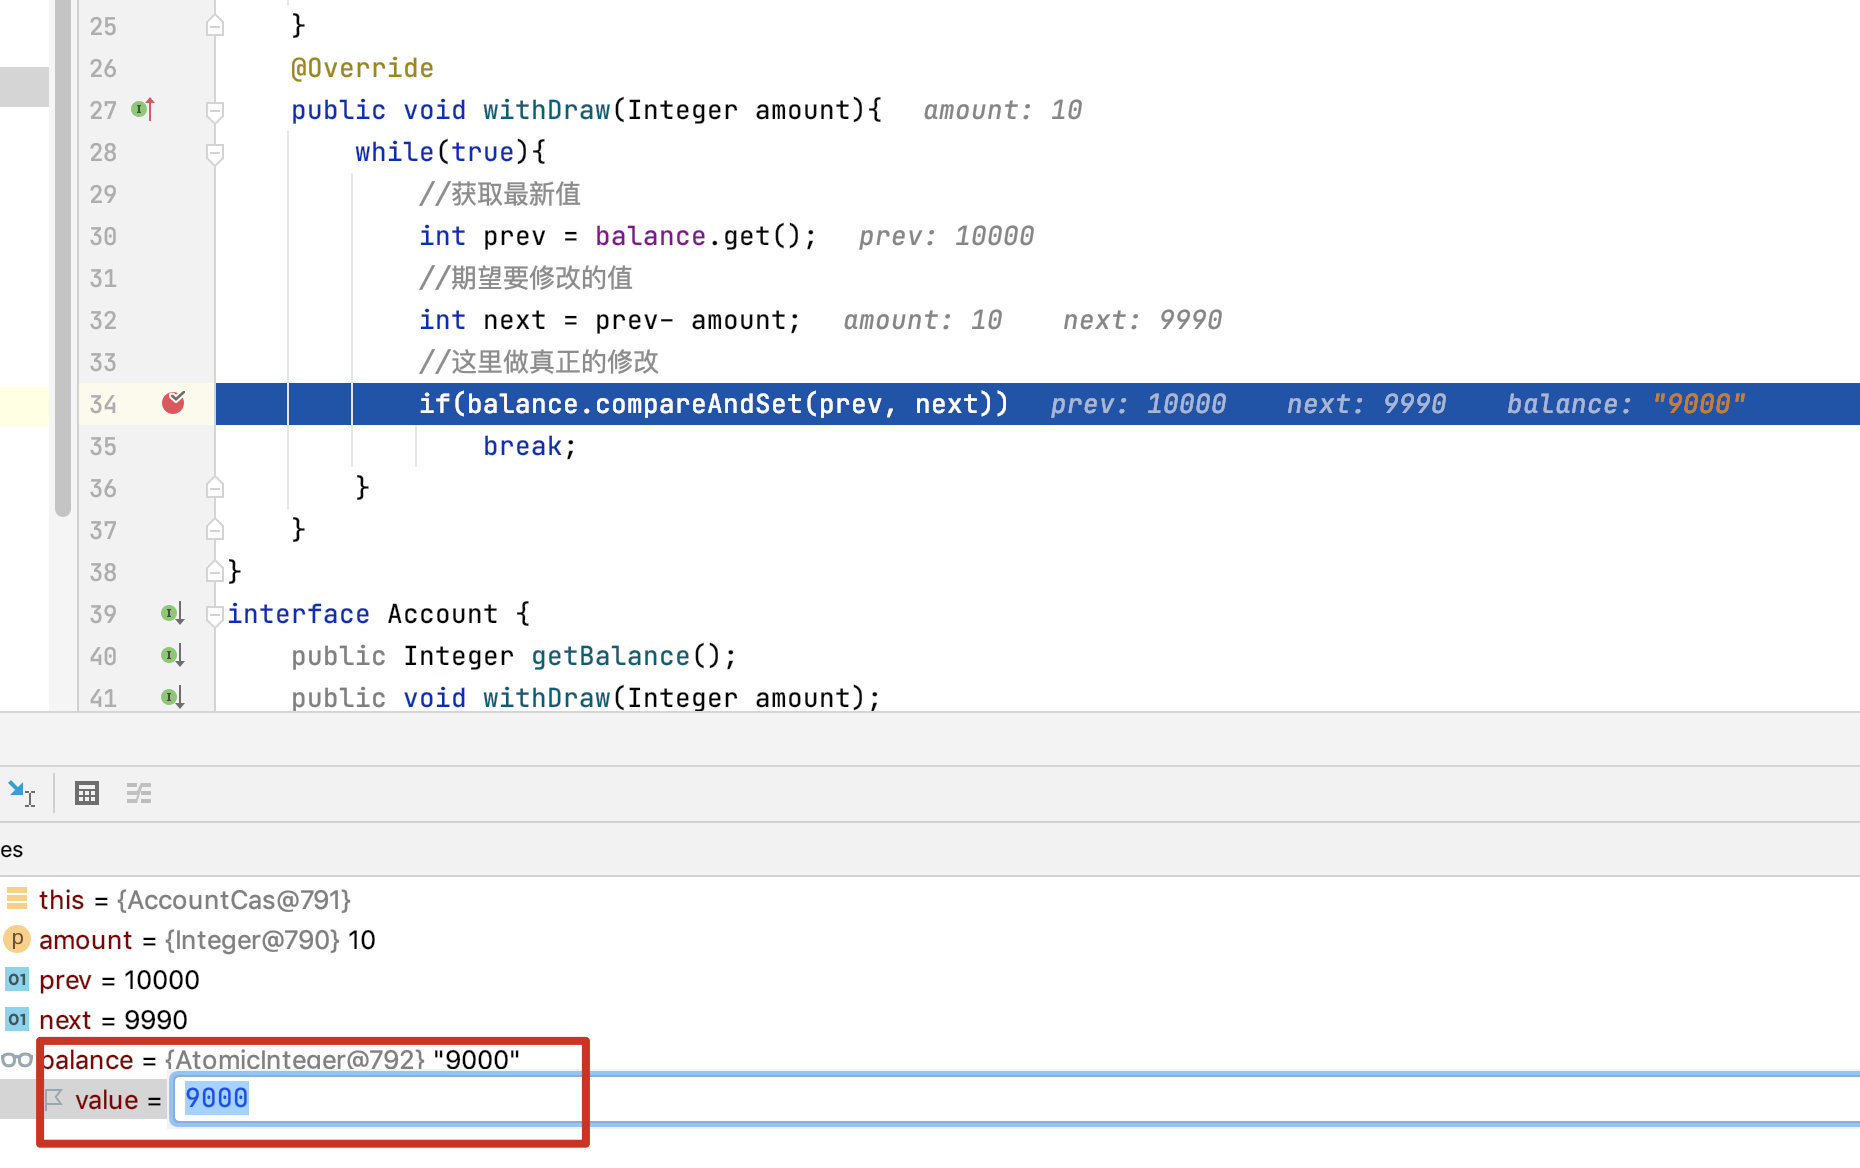 25 }
26 @Override
27 public void withDraw(Integer amount){ amount: 10
28 while(true){
29 //获取最新值
30 int prev = balance.get(); prev: 10000
31 //期望要修改的值
32 int next = prev- amount; amount: 10 next: 9990
33 //这里做真正的修改
34 if(balance.compareAndSet(prev, next)) prev: 10000 next: 9990 balance: "9000"
35 break;
36 }
37 }
38 }
39 interface Account {
40 public Integer getBalance();
41 public void withDraw(Integer amount);
es
this = {AccountCas@791}
p amount = {Integer@790} 10
01 prev = 10000
01 next = 9990
balance = {AtomicInteger@792} "9000"
value = 9000